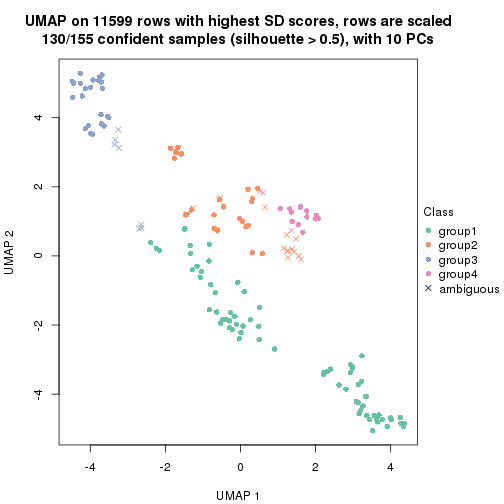 UMAP on 11599 rows with highest SD scores, rows are scaled
130/155 confident samples (silhouette > 0.5), with 10 PCs
4
2
0
-2
-4
UMAP 2
-4
-2
0
2
4
UMAP 1
Class
group1
group2
group3
group4
ambiguous